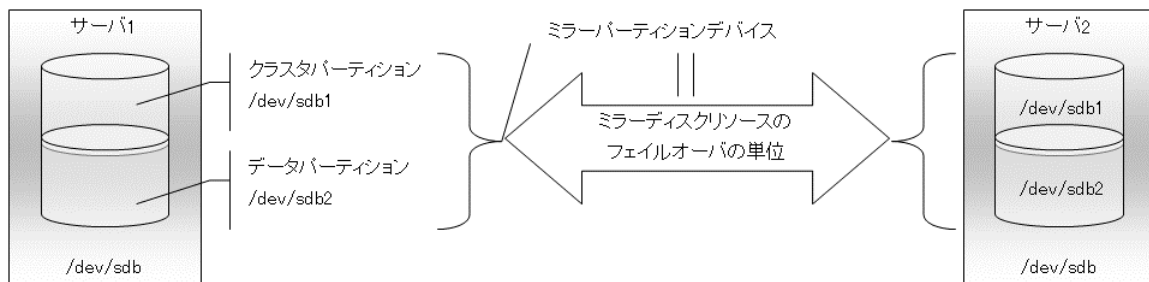 サーバ1
クラスタパーティション
/dev/sdb1
データパーティション
/dev/sdb2
/dev/sdb
ミラーパーティションデバイス
ミラーディスクリソースの
フェイルオーバの単位
サーバ2
/dev/sdb1
/dev/sdb2
/dev/sdb